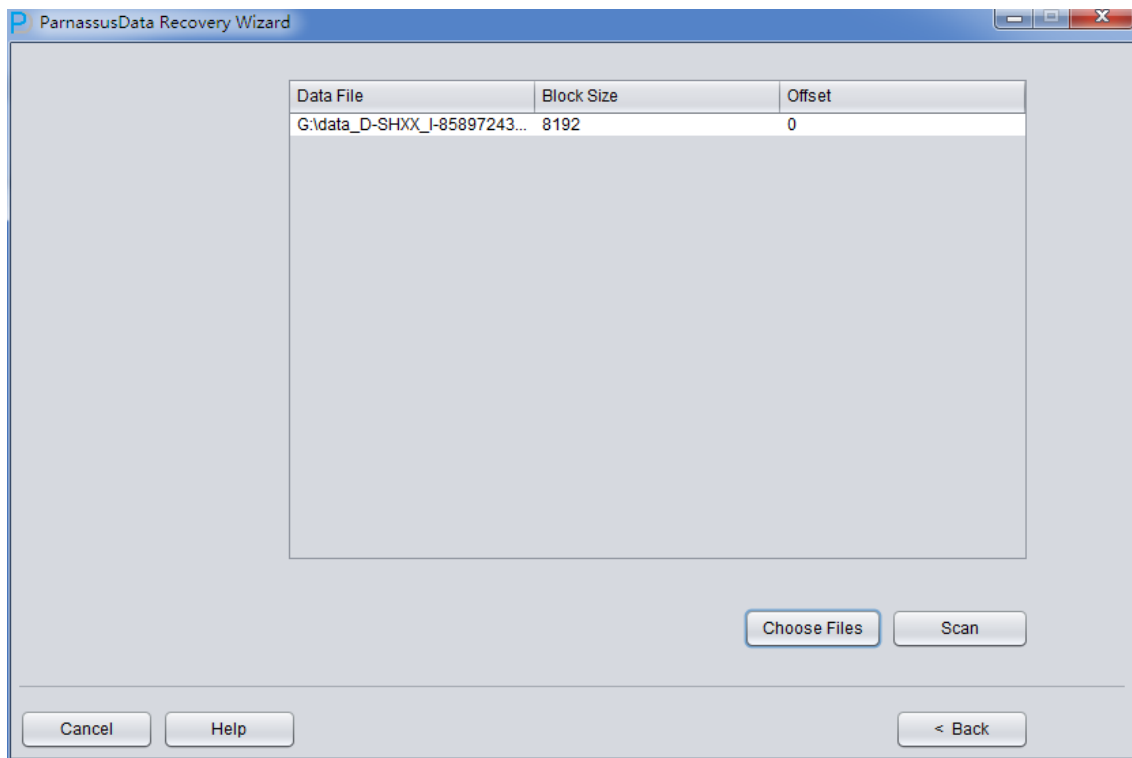 ParnassusData Recovery Wizard
Data File Block Size Offset
G:\data_D-SHXX_I-85897243... 8192 0
Choose Files Scan
Cancel Help < Back